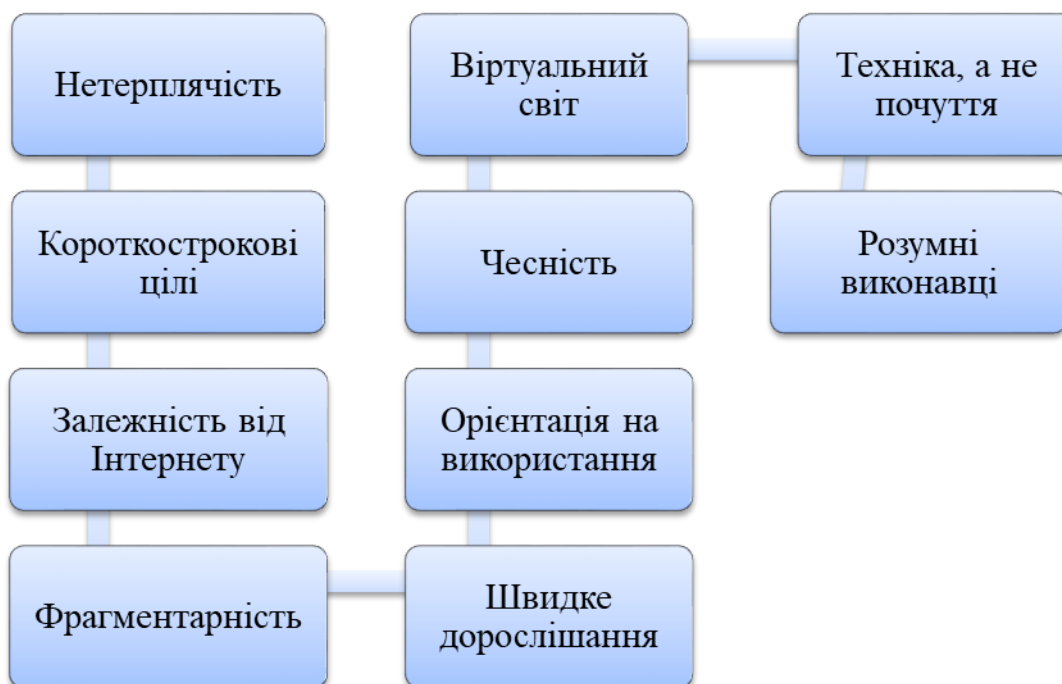 Нетерплячість
Короткострокові
цілі
Залежність від
Інтернету
Фрагментарність
Швидке
дорослішання
Орієнтація на
використання
Чесність
Віртуальний
світ
Техніка, а не
почуття
Розумні
виконавці